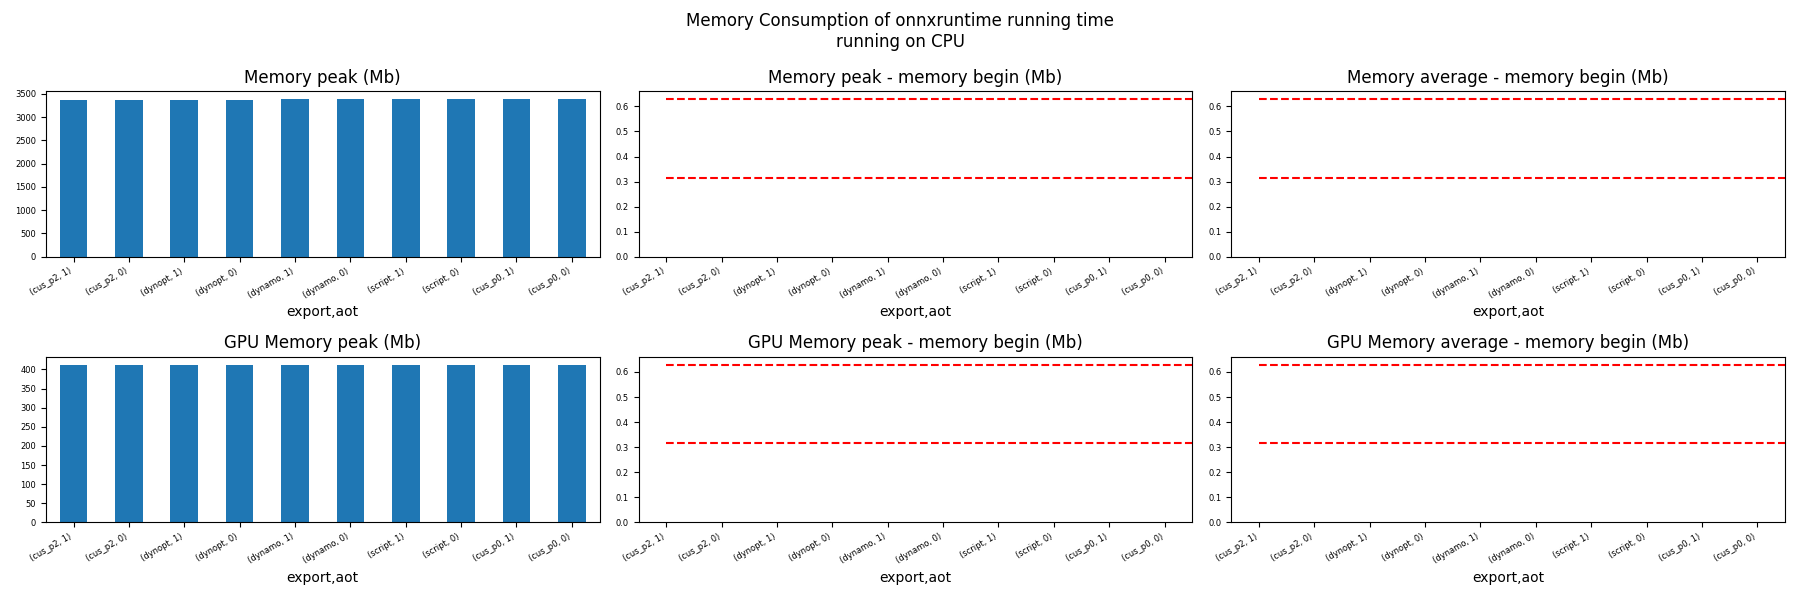 Memory Consumption of onnxruntime running time
running on CPU
Memory peak (Mb)
3500
3000
2500
2000
1500
1000
500
0
(cus_p2, 1)
(cus_p2, 0)
(dynopt, 1)
(dynopt, 0)
(dynamo, 1)
(dynamo, 0)
(script, 1)
(script, 0)
(cus_p0, 1)
(cus_p0, 0)
export,aot
Memory peak - memory begin (Mb)
0.6
0.5
0.4
0.3
0.2
0.1
0.0
(cus_p2, 1)
(cus_p2, 0)
(dynopt, 1)
(dynopt, 0)
(dynamo, 1)
(dynamo, 0)
(script, 1)
(script, 0)
(cus_p0, 1)
(cus_p0, 0)
export,aot
Memory average - memory begin (Mb)
0.6
0.5
0.4
0.3
0.2
0.1
0.0
(cus_p2, 1)
(cus_p2, 0)
(dynopt, 1)
(dynopt, 0)
(dynamo, 1)
(dynamo, 0)
(script, 1)
(script, 0)
(cus_p0, 1)
(cus_p0, 0)
export,aot
GPU Memory peak (Mb)
400
350
300
250
200
150
100
50
0
(cus_p2, 1)
(cus_p2, 0)
(dynopt, 1)
(dynopt, 0)
(dynamo, 1)
(dynamo, 0)
(script, 1)
(script, 0)
(cus_p0, 1)
(cus_p0, 0)
export,aot
GPU Memory peak - memory begin (Mb)
0.6
0.5
0.4
0.3
0.2
0.1
0.0
(cus_p2, 1)
(cus_p2, 0)
(dynopt, 1)
(dynopt, 0)
(dynamo, 1)
(dynamo, 0)
(script, 1)
(script, 0)
(cus_p0, 1)
(cus_p0, 0)
export,aot
GPU Memory average - memory begin (Mb)
0.6
0.5
0.4
0.3
0.2
0.1
0.0
(cus_p2, 1)
(cus_p2, 0)
(dynopt, 1)
(dynopt, 0)
(dynamo, 1)
(dynamo, 0)
(script, 1)
(script, 0)
(cus_p0, 1)
(cus_p0, 0)
export,aot